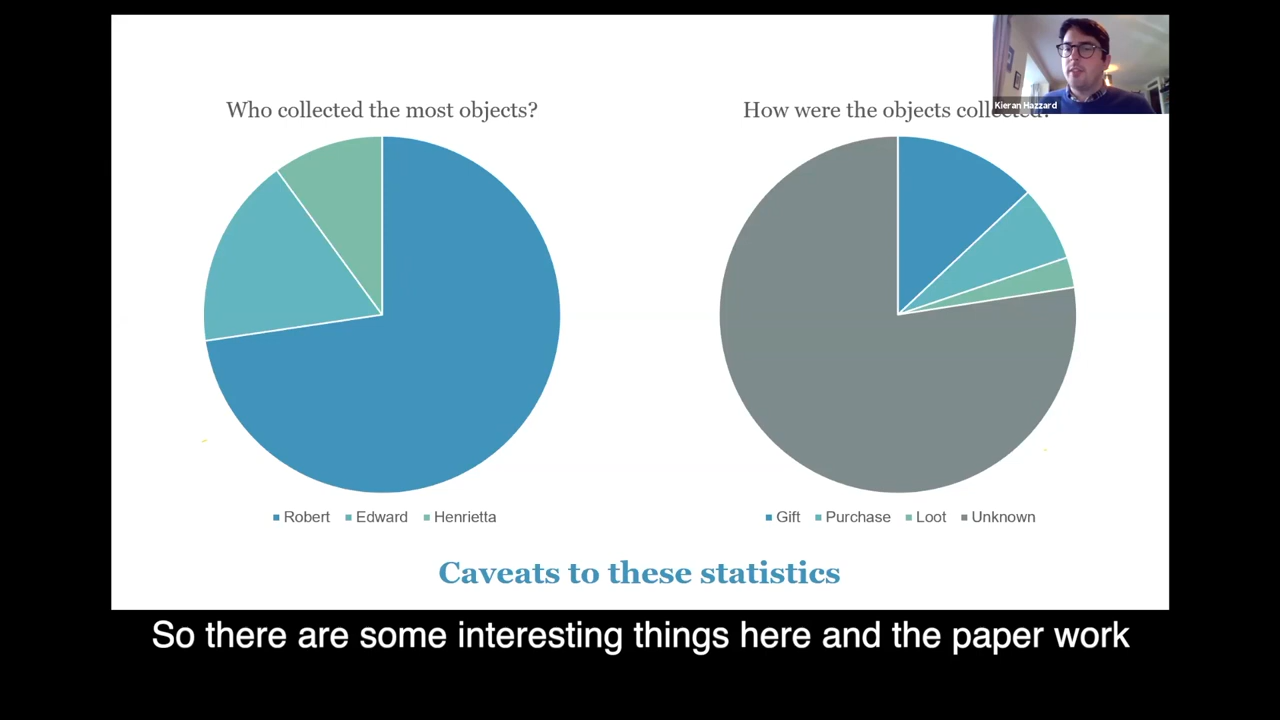 Kieran Hazzard
Who collected the most objects?
How were the objects collected?
Robert Edward Henrietta
Gift Purchase Loot Unknown
Caveats to these statistics
So there are some interesting things here and the paper work